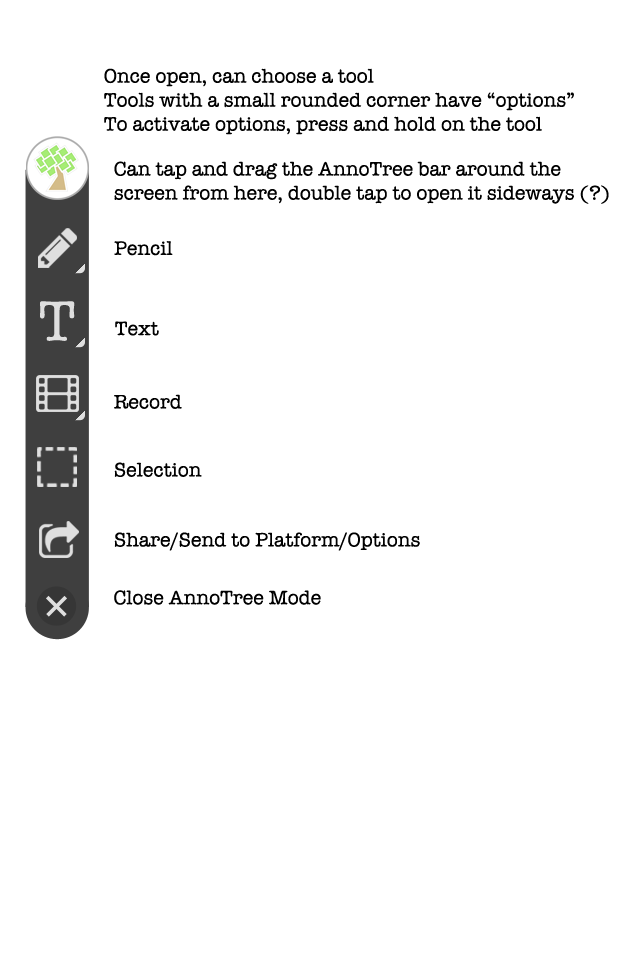 Once open, can choose a tool
Tools with a small rounded corner have “options”
To activate options, press and hold on the tool
Can tap and drag the AnnoTree bar around the
screen from here, double tap to open it sideways (?)
Pencil
T
Text
Record
Selection
Share/Send to Platform/Options
Close AnnoTree Mode